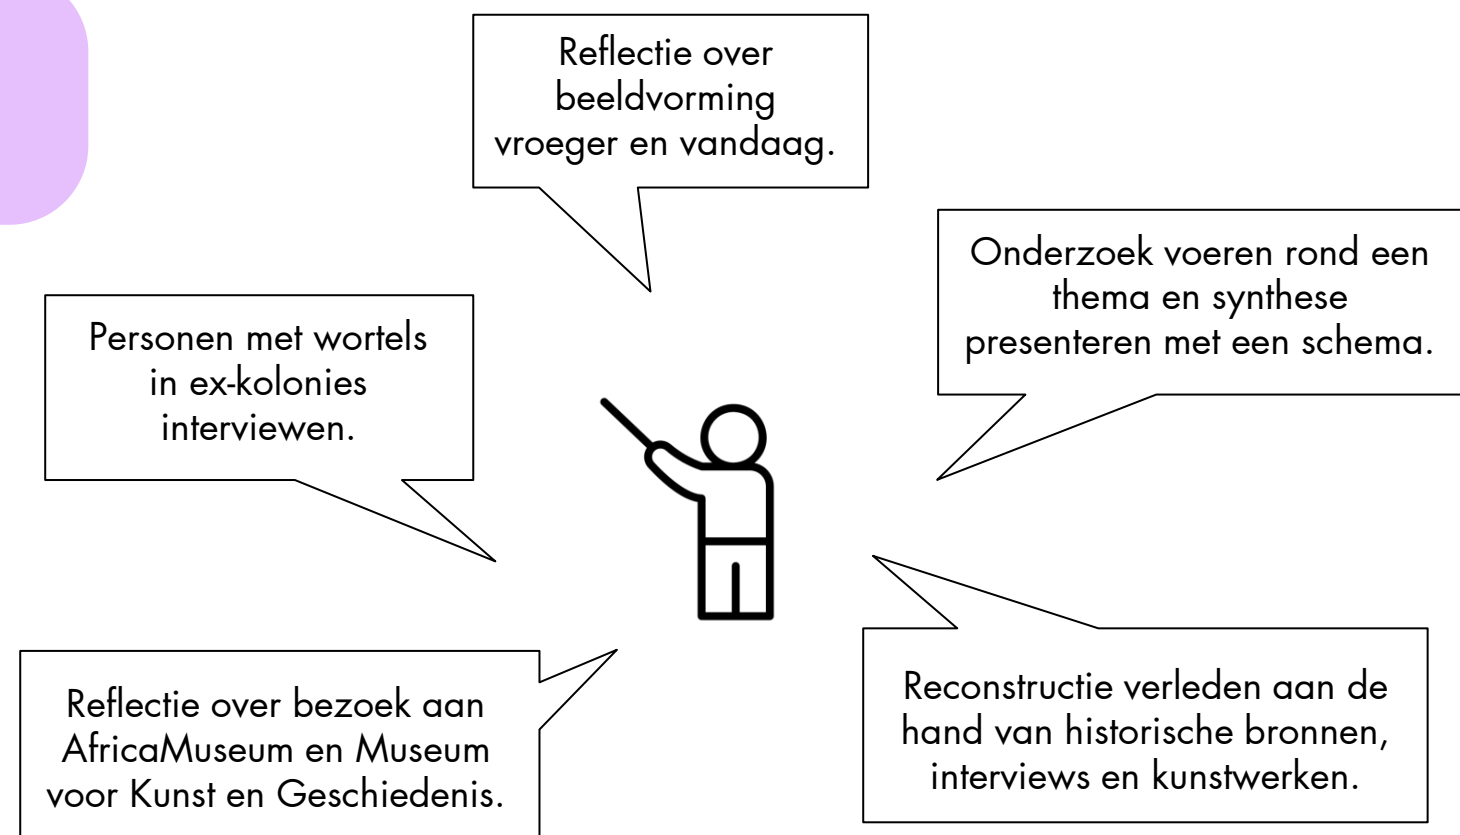 Reflectie over
beeldvorming
vroeger en vandaag.
Onderzoek voeren rond een
thema en synthese
presenteren met een schema.
Personen met wortels
in ex-kolonies
interviewen.
Reflectie over bezoek aan
AfricaMuseum en Museum
voor Kunst en Geschiedenis.
Reconstructie verleden aan de
hand van historische bronnen,
interviews en kunstwerken.